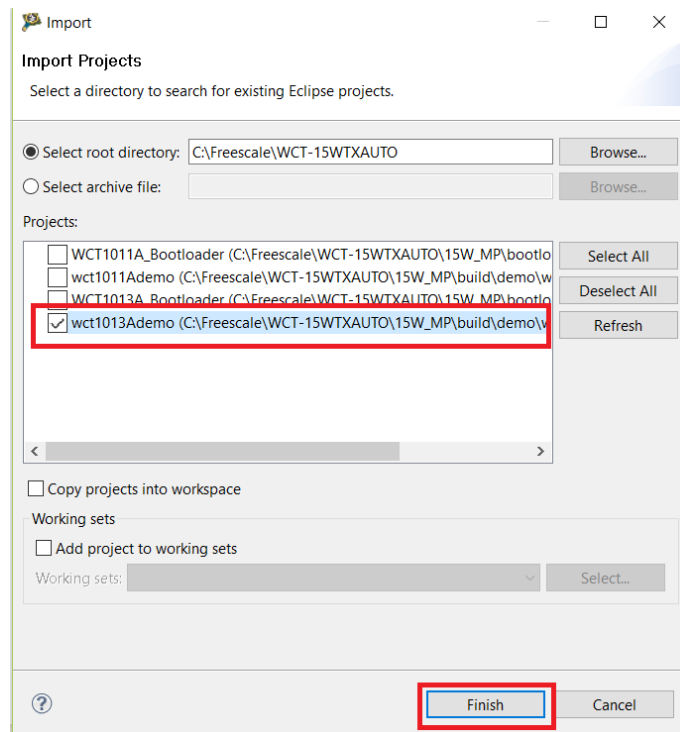 Import
Import Projects
Select a directory to search for existing Eclipse projects.
Select root directory: C:\Freescale\WCT-15WTXAUTO Browse...
Select archive file: Browse...
Projects:
WCT1011A_Bootloader (C:\Freescale\WCT-15WTXAUTO\15W_MP\bootlo
Select All
wct1011Ademo (C:\Freescale\WCT-15WTXAUTO\15W_MP\build\demo\w
Deselect All
WCT1013A_Bootloader (C:\Freescale\WCT-15WTXAUTO\15W_MP\bootlo
wct1013Ademo (C:\Freescale\WCT-15WTXAUTO\15W_MP\build\demo\w
Refresh
Copy projects into workspace
Working sets
Add project to working sets
Working sets: Select...
? Finish Cancel